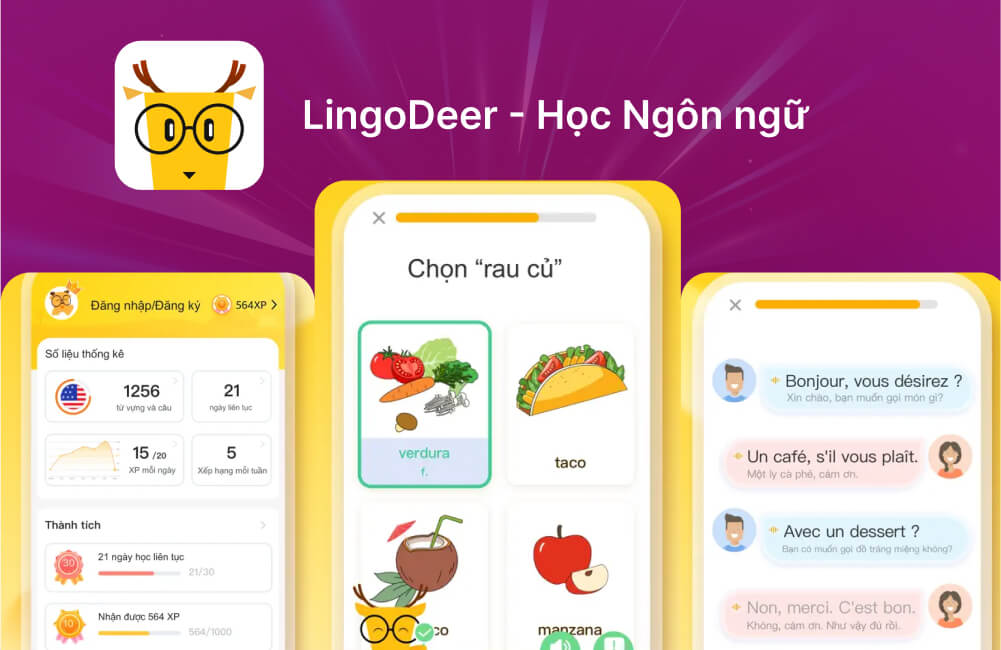 LingoDeer - Học Ngôn ngữ
Đăng nhập/Đăng ký
564XP
Số liệu thống kê
1256
từ vựng và câu
21
ngày liên tục
15 /20
XP mỗi ngày
5
Xếp hạng mỗi tuần
Thành tích
30
21 ngày học liên tục
21/30
10
Nhận được 564 XP
564/1000
Chọn “rau củ”
verdura
f.
taco
co
manzana
Bonjour, vous désirez ?
Xin chào, bạn muốn gọi món gì?
Un café, s'il vous plaît.
Một ly cà phê, cám ơn.
Avec un dessert ?
Bạn có muốn gọi đồ tráng miệng không?
Non, merci. C'est bon.
Không, cám ơn. Như vậy đủ rồi.